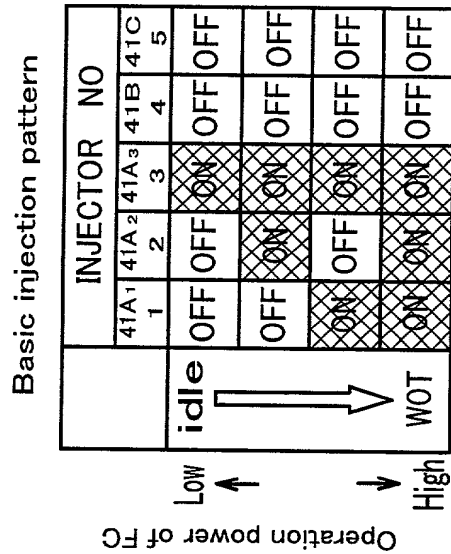 Basic injection pattern
INJECTOR NO
41A1 41A2 41A3 41B 41C
1 2 3 4 5
idle OFF OFF ON OFF OFF
OFF ON ON OFF OFF
ON OFF ON OFF OFF
WOT ON ON ON OFF OFF
Low
High
Operation power of FC